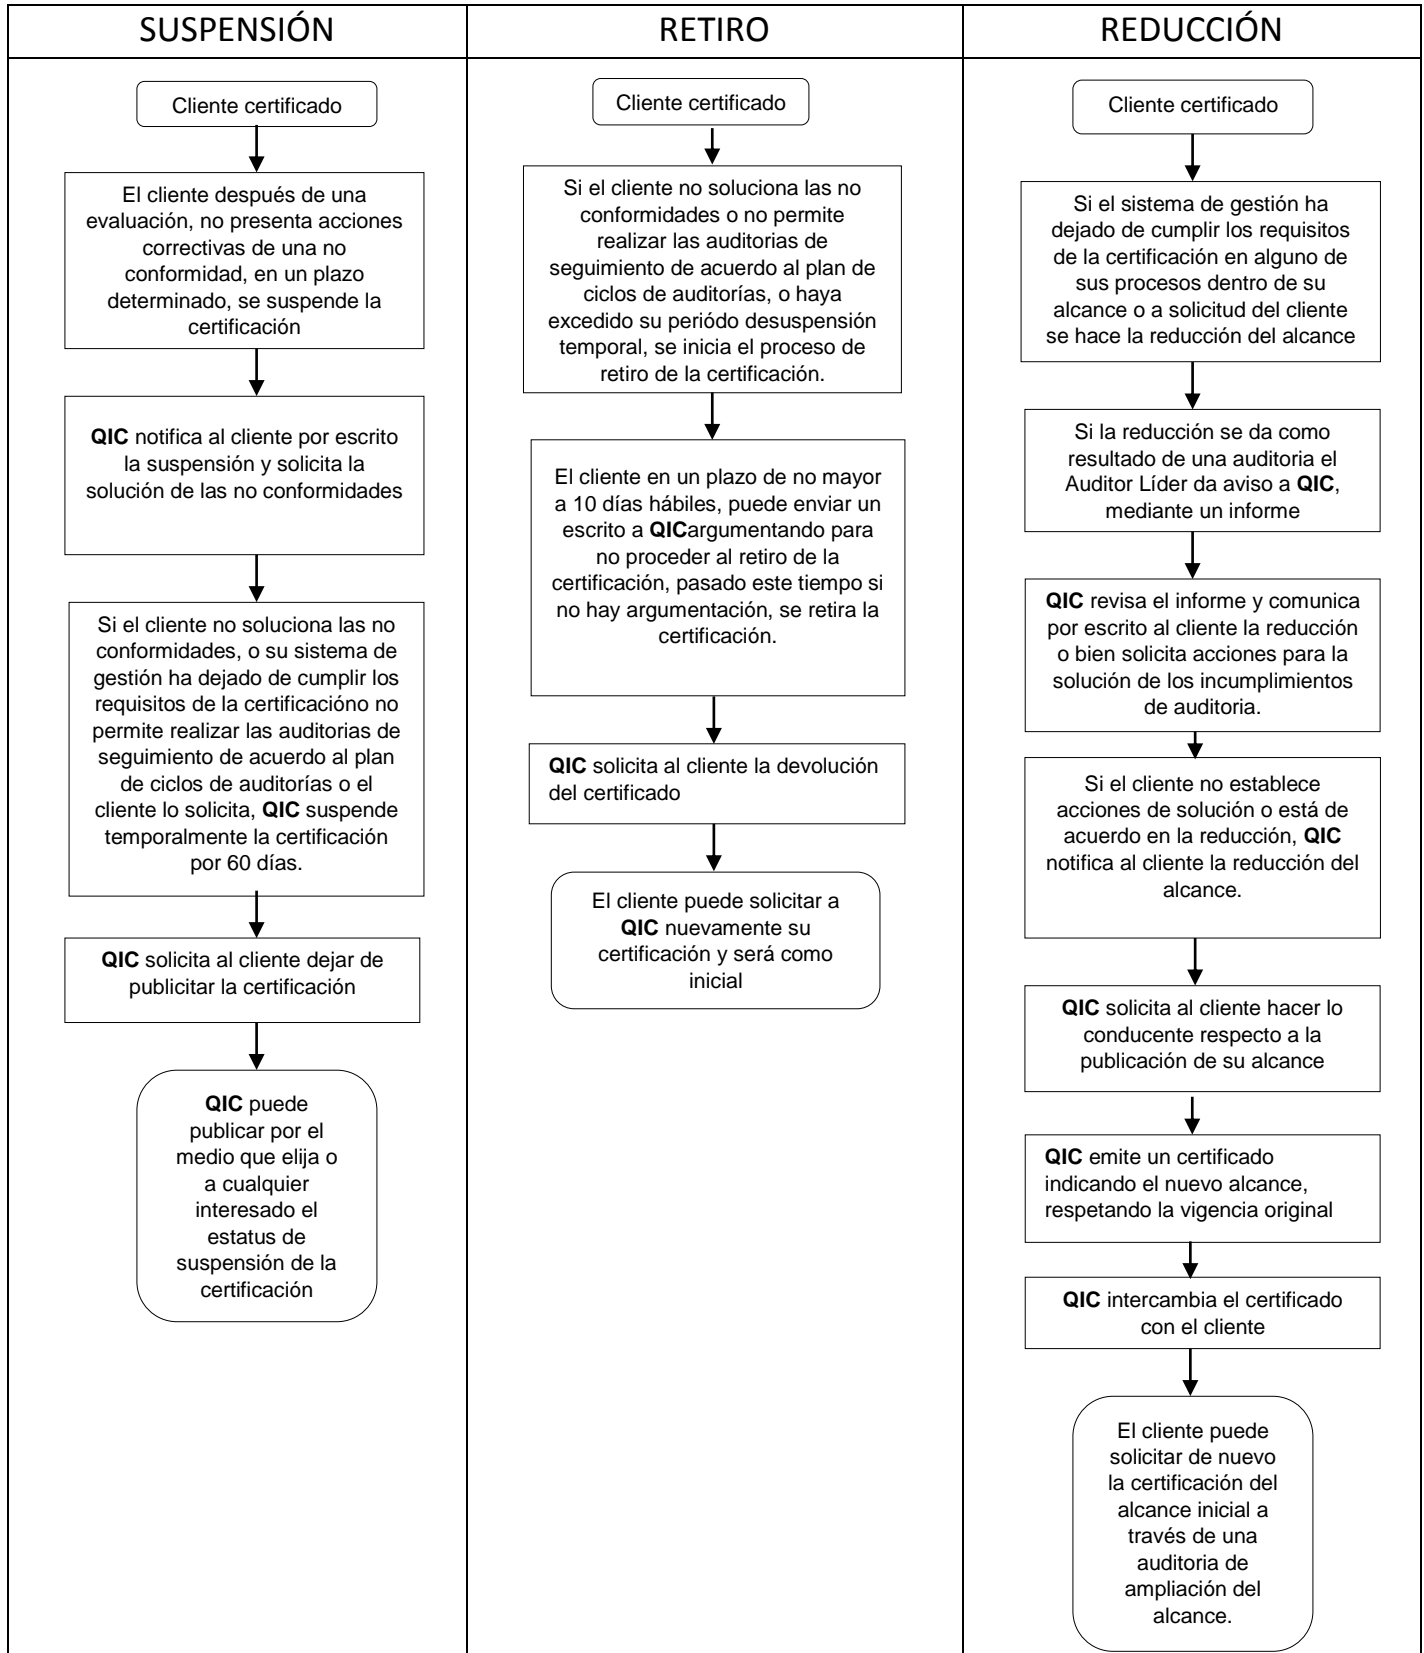 SUSPENSIÓN
Cliente certificado
El cliente después de una
evaluación, no presenta acciones
correctivas de una no
conformidad, en un plazo
determinado, se suspende la
certificación
QIC notifica al cliente por escrito
la suspensión y solicita la
solución de las no conformidades
Si el cliente no soluciona las no
conformidades, o su sistema de
gestión ha dejado de cumplir los
requisitos de la certificacióno no
permite realizar las auditorias de
seguimiento de acuerdo al plan
de ciclos de auditorías o el
cliente lo solicita, QIC suspende
temporalmente la certificación
por 60 días.
QIC solicita al cliente dejar de
publicitar la certificación
QIC puede
publicar por el
medio que elija o
a cualquier
interesado el
estatus de
suspensión de la
certificación
RETIRO
Cliente certificado
Si el cliente no soluciona las no
conformidades o no permite
realizar las auditorias de
seguimiento de acuerdo al plan de
ciclos de auditorías, o haya
excedido su periódo desuspensión
temporal, se inicia el proceso de
retiro de la certificación.
El cliente en un plazo de no mayor
a 10 días hábiles, puede enviar un
escrito a QICargumentando para
no proceder al retiro de la
certificación, pasado este tiempo si
no hay argumentación, se retira la
certificación.
QIC solicita al cliente la devolución
del certificado
El cliente puede solicitar a
QIC nuevamente su
certificación y será como
inicial
REDUCCIÓN
Cliente certificado
Si el sistema de gestión ha
dejado de cumplir los requisitos
de la certificación en alguno de
sus procesos dentro de su
alcance o a solicitud del cliente
se hace la reducción del alcance
Si la reducción se da como
resultado de una auditoria el
Auditor Líder da aviso a QIC,
mediante un informe
QIC revisa el informe y comunica
por escrito al cliente la reducción
o bien solicita acciones para la
solución de los incumplimientos
de auditoria.
Si el cliente no establece
acciones de solución o está de
acuerdo en la reducción, QIC
notifica al cliente la reducción del
alcance.
QIC solicita al cliente hacer lo
conducente respecto a la
publicación de su alcance
QIC emite un certificado
indicando el nuevo alcance,
respetando la vigencia original
QIC intercambia el certificado
con el cliente
El cliente puede
solicitar de nuevo
la certificación del
alcance inicial a
través de una
auditoria de
ampliación del
alcance.